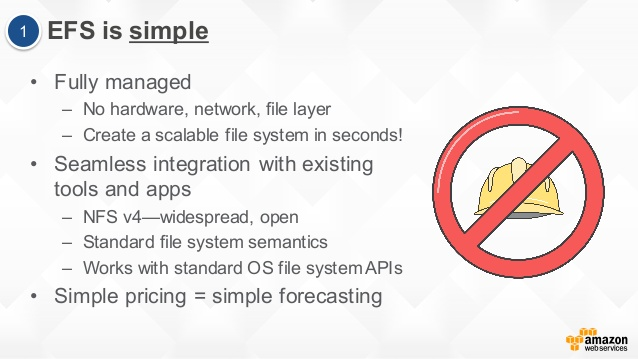 1 EFS is simple
• Fully managed
– No hardware, network, file layer
– Create a scalable file system in seconds!
• Seamless integration with existing
tools and apps
– NFS v4—widespread, open
– Standard file system semantics
– Works with standard OS file system APIs
• Simple pricing = simple forecasting
amazon
web services